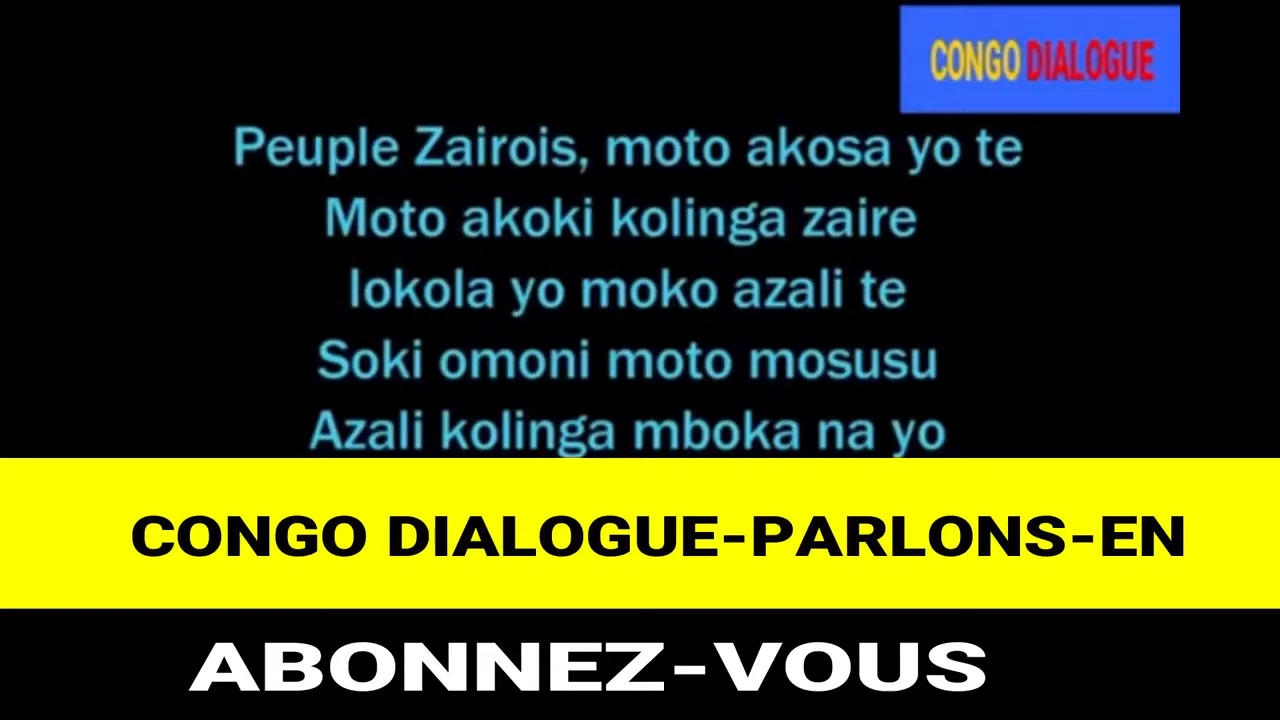 CONGO DIALOGUE
Peuple Zairois, moto akosa yo te
Moto akoki kolinga zaire
lokola yo moko azali te
Soki omoni moto mosusu
Azali kolinga mboka na yo
CONGO DIALOGUE-PARLONS-EN
ABONNEZ-VOUS